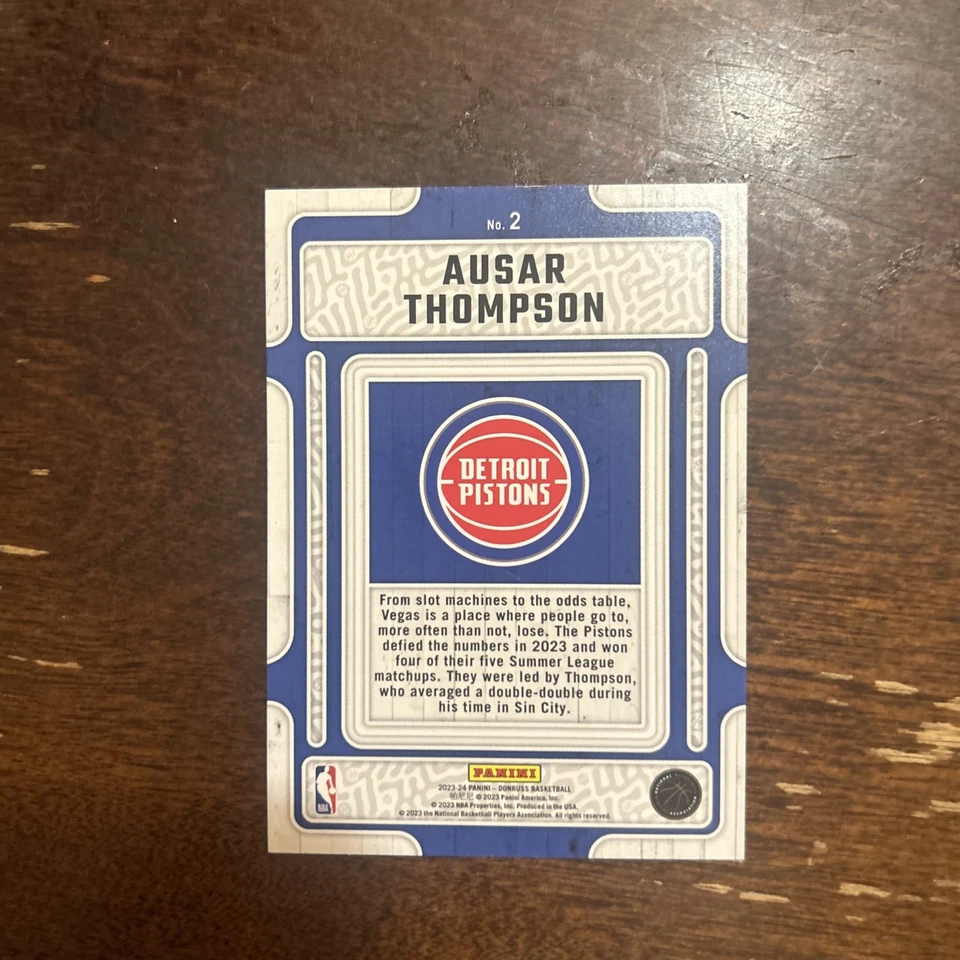 No. 2
AUSAR
THOMPSON
DETROIT
PISTONS
From slot machines to the odds table,
Vegas is a place where people go to,
more often than not, lose. The Pistons
defied the numbers in 2023 and won
four of their five Summer League
matchups. They were led by Thompson,
who averaged a double-double during
his time in Sin City.
PANINI
2023-24 PANINI – DONRUSS BASKETBALL
帕尼尼 © 2023 Panini America, Inc.
© 2023 NBA Properties, Inc. Produced in the USA.
© 2023 the National Basketball Players Association. All rights reserved.
NBA